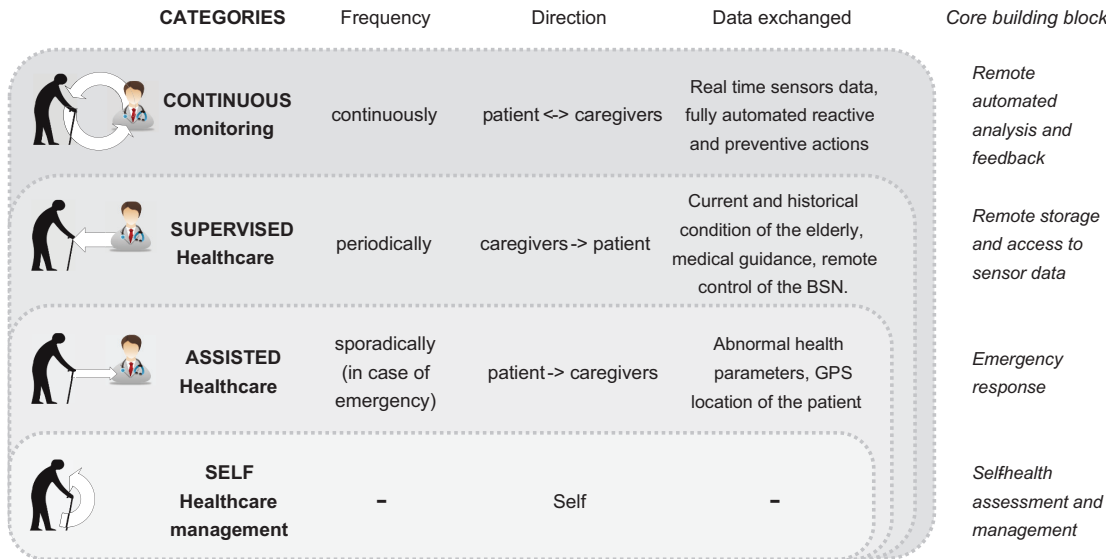 CATEGORIES Frequency Direction Data exchanged Core building block
CONTINUOUS
monitoring
continuously
patient <-> caregivers
Real time sensors data,
fully automated reactive
and preventive actions
Remote
automated
analysis and
feedback
SUPERVISED
Healthcare
periodically
caregivers -> patient
Current and historical
condition of the elderly,
medical guidance, remote
control of the BSN.
Remote storage
and access to
sensor data
ASSISTED
Healthcare
sporadically
(in case of
emergency)
patient -> caregivers
Abnormal health
parameters, GPS
location of the patient
Emergency
response
SELF
Healthcare
management
-
Self
-
Self-health
assessment and
management